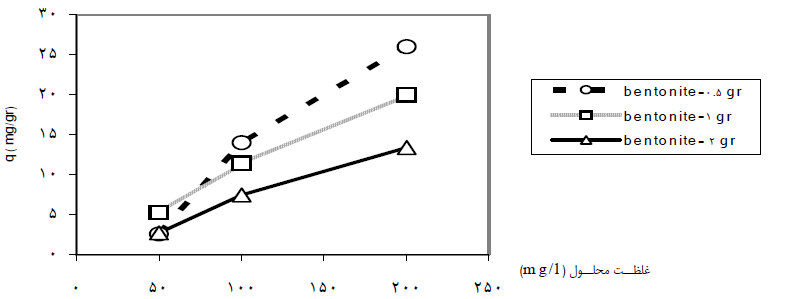 ۳۰
۲۵
۲۰
۱۵
۱۰
۵
۰
q (mg/gr)
۰ ۵۰ ۱۰۰ ۱۵۰ ۲۰۰ ۲۵۰
غلظت محلول (mg/l)
bentonite-۰.۵ gr
bentonite-۱ gr
bentonite-۲ gr